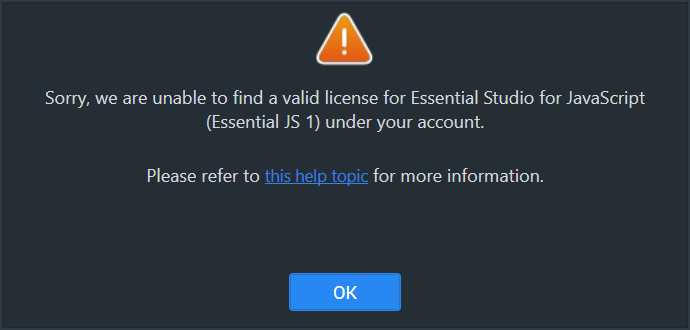 Sorry, we are unable to find a valid license for Essential Studio for JavaScript
(Essential JS 1) under your account.
Please refer to this help topic for more information.
OK